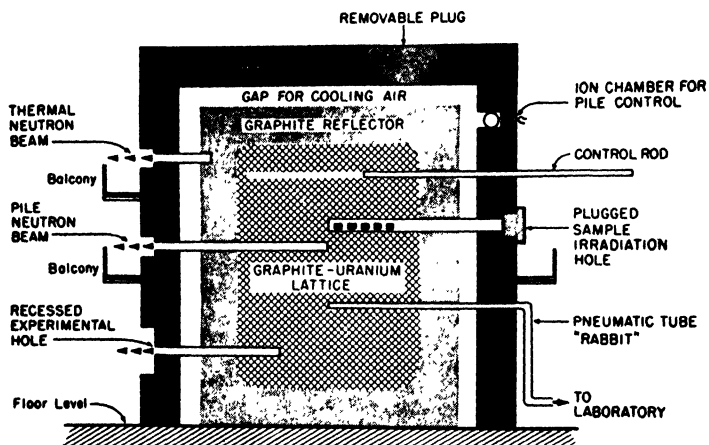 REMOVABLE PLUG
GAP FOR COOLING AIR
GRAPHITE REFLECTOR
ION CHAMBER FOR
PILE CONTROL
THERMAL
NEUTRON
BEAM
Balcony
CONTROL ROD
PILE
NEUTRON
BEAM
Balcony
PLUGGED
SAMPLE
IRRADIATION
HOLE
GRAPHITE-URANIUM
LATTICE
RECESSED
EXPERIMENTAL
HOLE
PNEUMATIC TUBE
"RABBIT"
Floor Level
TO
LABORATORY